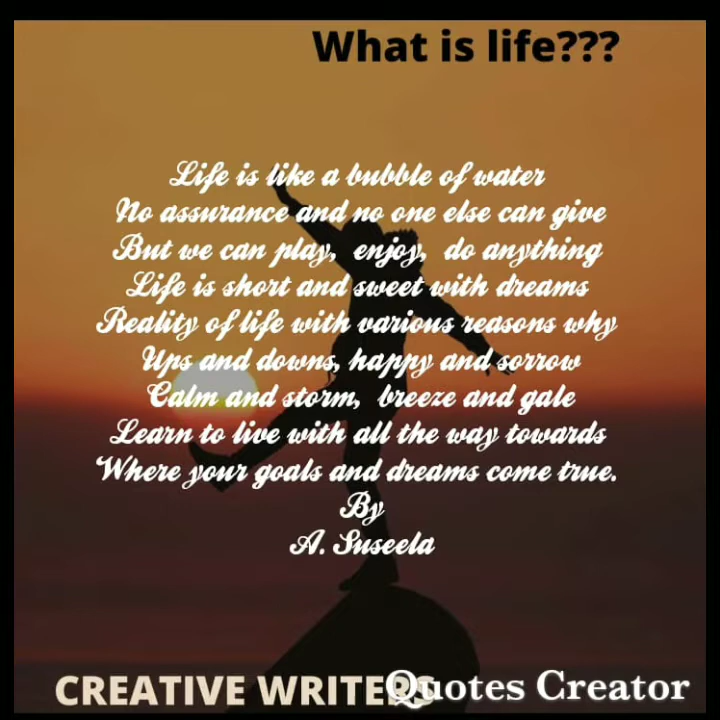 What is life???
Life is like a bubble of water
No assurance and no one else can give
But we can play, enjoy, do anything
Life is short and sweet with dreams
Reality of life with various reasons why
Ups and downs, happy and sorrow
Calm and storm, breeze and gale
Learn to live with all the way towards
Where your goals and dreams come true.
By
A. Suseela
CREATIVE WRITERS Quotes Creator